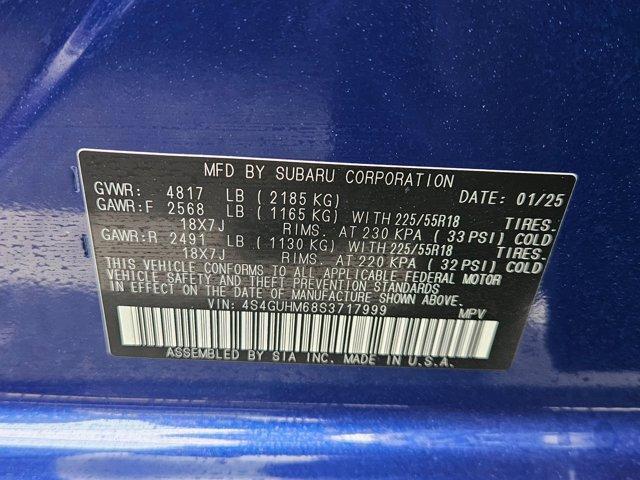 MFD BY SUBARU CORPORATION
GVWR: 4817 LB ( 2185 KG) DATE: 01/25
GAWR:F 2568 LB ( 1165 KG) WITH 225/55R18 TIRES.
18X7J RIMS. AT 230 KPA ( 33 PSI) COLD
GAWR:R 2491 LB ( 1130 KG) WITH 225/55R18 TIRES.
18X7J RIMS. AT 220 KPA ( 32 PSI) COLD
THIS VEHICLE CONFORMS TO ALL APPLICABLE FEDERAL MOTOR
VEHICLE SAFETY AND THEFT PREVENTION STANDARDS
IN EFFECT ON THE DATE OF MANUFACTURE SHOWN ABOVE.
VIN: 4S4GUHM68S3717999 MPV
ASSEMBLED BY SIA INC. MADE IN U.S.A.